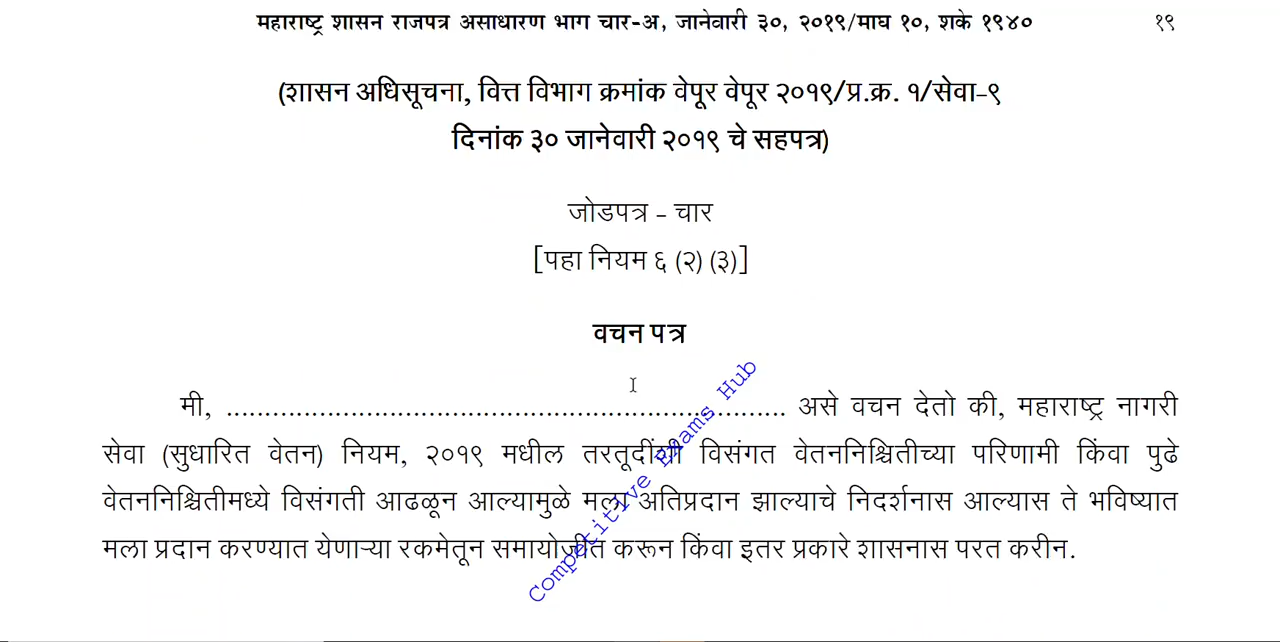 महाराष्ट्र शासन राजपत्र असाधारण भाग चार-अ, जानेवारी ३०, २०१९/माघ १०, शके १९४० १९
(शासन अधिसूचना, वित्त विभाग क्रमांक वेपूर वेपूर २०१९/प्र.क्र. १/सेवा-९
दिनांक ३० जानेवारी २०१९ चे सहपत्र)
जोडपत्र - चार
[पहा नियम ६ (२) (३)]
वचन पत्र
मी, .......................................................................................... असे वचन देतो की, महाराष्ट्र नागरी
सेवा (सुधारित वेतन) नियम, २०१९ मधील तरतूदींशी विसंगत वेतननिश्चितीच्या परिणामी किंवा पुढे
वेतननिश्चितीमध्ये विसंगती आढळून आल्यामुळे मला अतिप्रदान झाल्याचे निदर्शनास आल्यास ते भविष्यात
मला प्रदान करण्यात येणाऱ्या रकमेतून समायोजीत करून किंवा इतर प्रकारे शासनास परत करीन.
Competitive Exams Hub